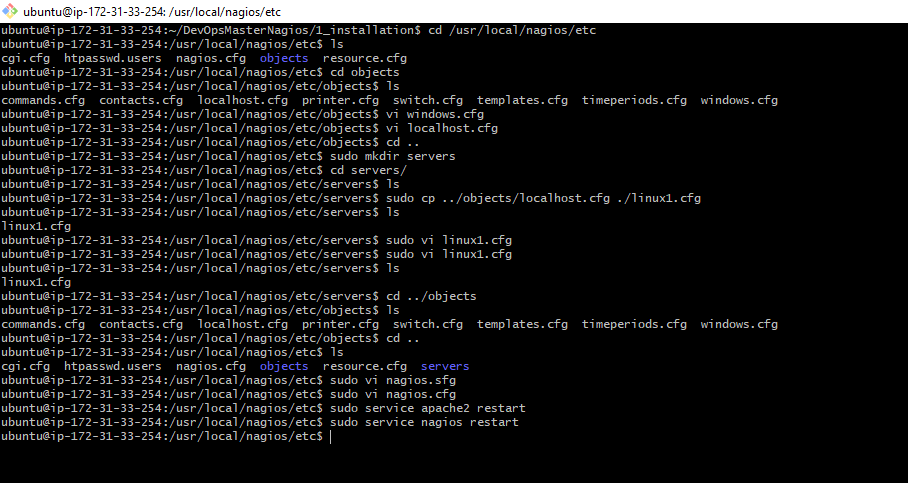 ubuntu@ip-172-31-33-254: /usr/local/nagios/etc
ubuntu@ip-172-31-33-254:~/DevOpsMasterNagios/1_installation$ cd /usr/local/nagios/etc
ubuntu@ip-172-31-33-254:/usr/local/nagios/etc$ ls
cgi.cfg  htpasswd.users  nagios.cfg  objects  resource.cfg
ubuntu@ip-172-31-33-254:/usr/local/nagios/etc$ cd objects
ubuntu@ip-172-31-33-254:/usr/local/nagios/etc/objects$ ls
commands.cfg  contacts.cfg  localhost.cfg  printer.cfg  switch.cfg  templates.cfg  timeperiods.cfg  windows.cfg
ubuntu@ip-172-31-33-254:/usr/local/nagios/etc/objects$ vi windows.cfg
ubuntu@ip-172-31-33-254:/usr/local/nagios/etc/objects$ vi localhost.cfg
ubuntu@ip-172-31-33-254:/usr/local/nagios/etc/objects$ cd ..
ubuntu@ip-172-31-33-254:/usr/local/nagios/etc$ sudo mkdir servers
ubuntu@ip-172-31-33-254:/usr/local/nagios/etc$ cd servers/
ubuntu@ip-172-31-33-254:/usr/local/nagios/etc/servers$ ls
ubuntu@ip-172-31-33-254:/usr/local/nagios/etc/servers$ sudo cp ../objects/localhost.cfg ./linux1.cfg
ubuntu@ip-172-31-33-254:/usr/local/nagios/etc/servers$ ls
linux1.cfg
ubuntu@ip-172-31-33-254:/usr/local/nagios/etc/servers$ sudo vi linux1.cfg
ubuntu@ip-172-31-33-254:/usr/local/nagios/etc/servers$ sudo vi linux1.cfg
ubuntu@ip-172-31-33-254:/usr/local/nagios/etc/servers$ ls
linux1.cfg
ubuntu@ip-172-31-33-254:/usr/local/nagios/etc/servers$ cd ../objects
ubuntu@ip-172-31-33-254:/usr/local/nagios/etc/objects$ ls
commands.cfg  contacts.cfg  localhost.cfg  printer.cfg  switch.cfg  templates.cfg  timeperiods.cfg  windows.cfg
ubuntu@ip-172-31-33-254:/usr/local/nagios/etc/objects$ cd ..
ubuntu@ip-172-31-33-254:/usr/local/nagios/etc$ ls
cgi.cfg  htpasswd.users  nagios.cfg  objects  resource.cfg  servers
ubuntu@ip-172-31-33-254:/usr/local/nagios/etc$ sudo vi nagios.sfg
ubuntu@ip-172-31-33-254:/usr/local/nagios/etc$ sudo vi nagios.cfg
ubuntu@ip-172-31-33-254:/usr/local/nagios/etc$ sudo service apache2 restart
ubuntu@ip-172-31-33-254:/usr/local/nagios/etc$ sudo service nagios restart
ubuntu@ip-172-31-33-254:/usr/local/nagios/etc$